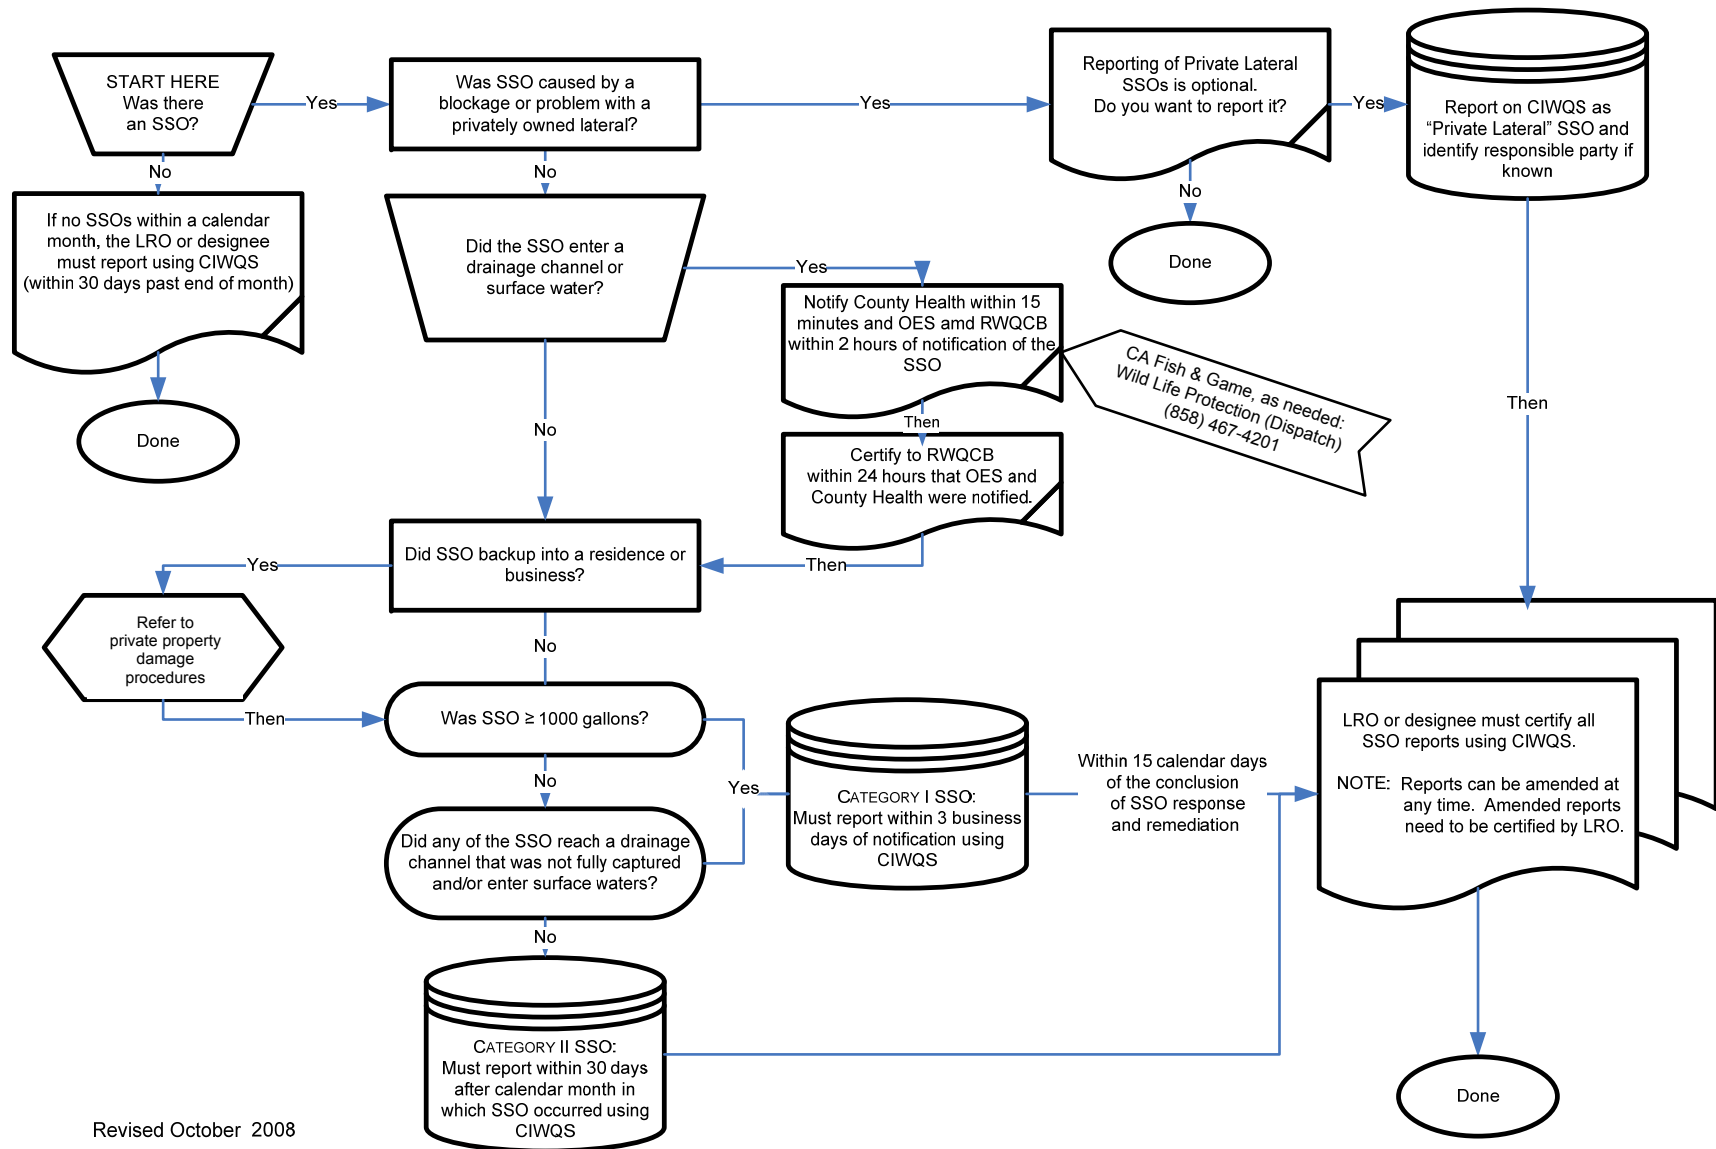 START HERE
Was there
an SSO?
Yes
Was SSO caused by a
blockage or problem with a
privately owned lateral?
Yes
Reporting of Private Lateral
SSOs is optional.
Do you want to report it?
Yes
Report on CIWQS as
“Private Lateral” SSO and
identify responsible party if
known
No
If no SSOs within a calendar
month, the LRO or designee
must report using CIWQS
(within 30 days past end of month)
Done
No
Did the SSO enter a
drainage channel or
surface water?
Yes
No
Done
Notify County Health within 15
minutes and OES amd RWQCB
within 2 hours of notification of the
SSO
CA Fish & Game, as needed:
Wild Life Protection (Dispatch)
(858) 467-4201
Then
Certify to RWQCB
within 24 hours that OES and
County Health were notified.
Then
No
Then
Did SSO backup into a residence or
business?
Yes
Refer to
private property
damage
procedures
Then
No
Was SSO ≥ 1000 gallons?
No
Yes
Did any of the SSO reach a drainage
channel that was not fully captured
and/or enter surface waters?
CATEGORY I SSO:
Must report within 3 business
days of notification using
CIWQS
Within 15 calendar days
of the conclusion
of SSO response
and remediation
LRO or designee must certify all
SSO reports using CIWQS.
NOTE: Reports can be amended at
any time. Amended reports
need to be certified by LRO.
No
CATEGORY II SSO:
Must report within 30 days
after calendar month in
which SSO occurred using
CIWQS
Done
Revised October 2008